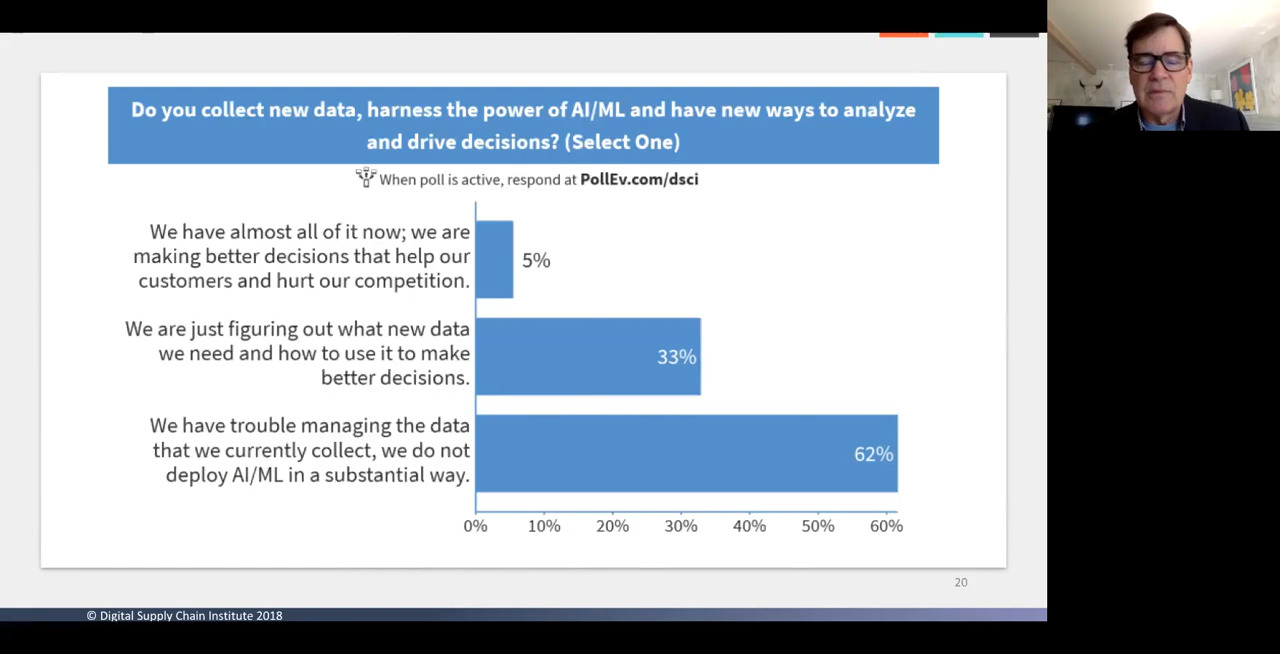 Do you collect new data, harness the power of AI/ML and have new ways to analyze
and drive decisions? (Select One)
When poll is active, respond at PollEv.com/dsci
We have almost all of it now; we are
making better decisions that help our
customers and hurt our competition.
5%
We are just figuring out what new data
we need and how to use it to make
better decisions.
33%
We have trouble managing the data
that we currently collect, we do not
deploy AI/ML in a substantial way.
62%
0% 10% 20% 30% 40% 50% 60%
20
© Digital Supply Chain Institute 2018